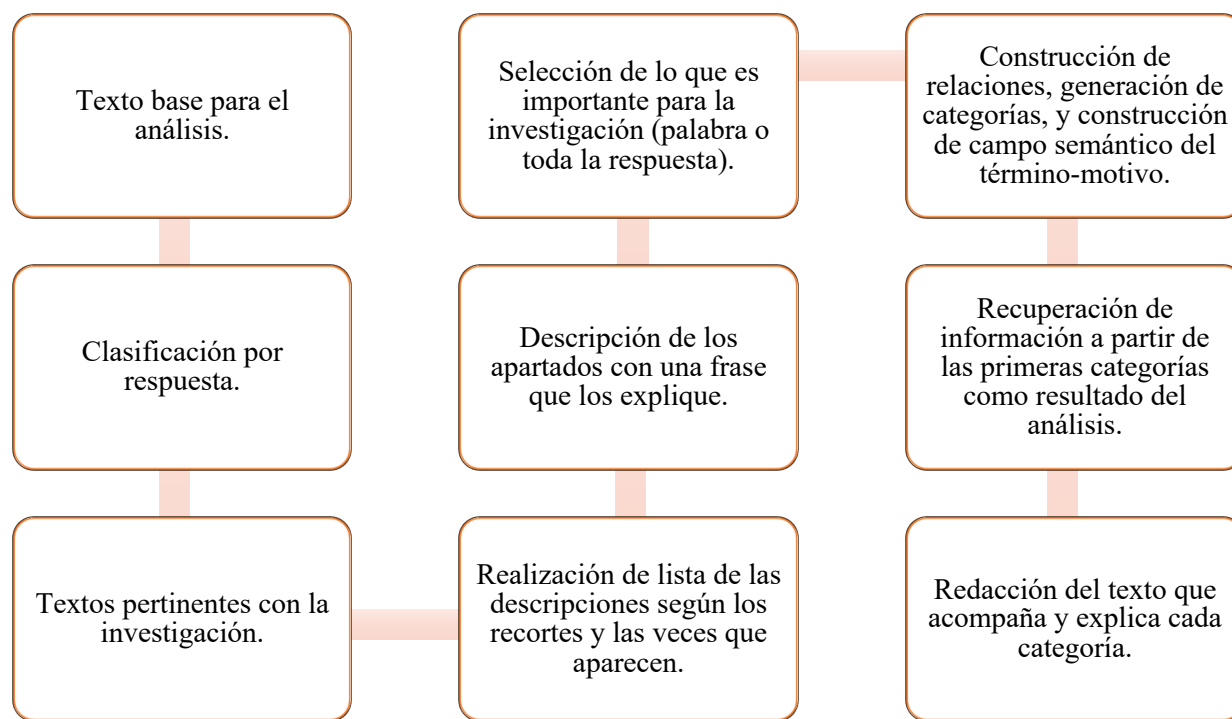 Texto base para el
análisis.
Clasificación por
respuesta.
Textos pertinentes con la
investigación.
Realización de lista de las
descripciones según los
recortes y las veces que
aparecen.
Descripción de los
apartados con una frase
que los explique.
Selección de lo que es
importante para la
investigación (palabra o
toda la respuesta).
Construcción de
relaciones, generación de
categorías, y construcción
de campo semántico del
término-motivo.
Recuperación de
información a partir de
las primeras categorías
como resultado del
análisis.
Redacción del texto que
acompaña y explica cada
categoría.